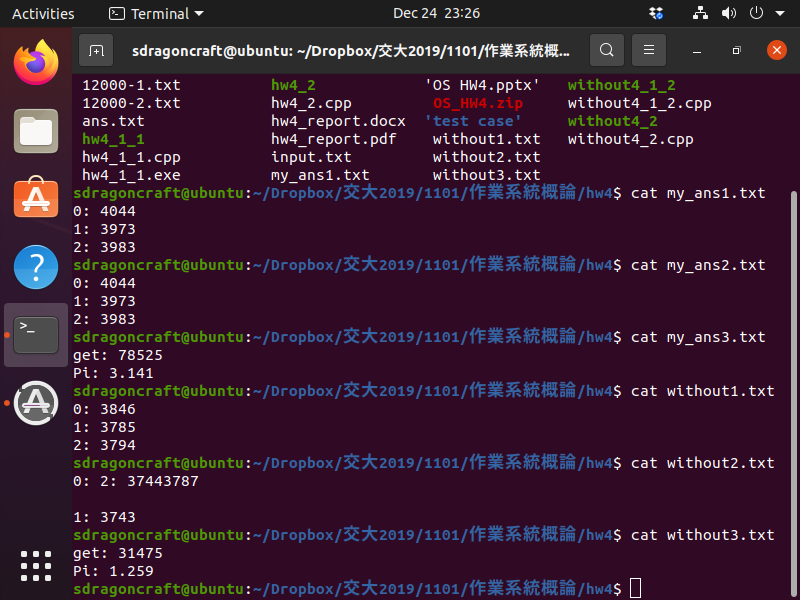 Activities Terminal Dec 24 23:26
sdragoncraft@ubuntu: ~/Dropbox/交大2019/1101/作業系統概...
12000-1.txt hw4_2 'OS HW4.pptx' without4_1_2
12000-2.txt hw4_2.cpp OS_HW4.zip without4_1_2.cpp
ans.txt hw4_report.docx 'test case' without4_2
hw4_1_1 hw4_report.pdf without1.txt without4_2.cpp
hw4_1_1.cpp input.txt without2.txt
hw4_1_1.exe my_ans1.txt without3.txt
sdragoncraft@ubuntu:~/Dropbox/交大2019/1101/作業系統概論/hw4$ cat my_ans1.txt
0: 4044
1: 3973
2: 3983
sdragoncraft@ubuntu:~/Dropbox/交大2019/1101/作業系統概論/hw4$ cat my_ans2.txt
0: 4044
1: 3973
2: 3983
sdragoncraft@ubuntu:~/Dropbox/交大2019/1101/作業系統概論/hw4$ cat my_ans3.txt
get: 78525
Pi: 3.141
sdragoncraft@ubuntu:~/Dropbox/交大2019/1101/作業系統概論/hw4$ cat without1.txt
0: 3846
1: 3785
2: 3794
sdragoncraft@ubuntu:~/Dropbox/交大2019/1101/作業系統概論/hw4$ cat without2.txt
0: 2: 37443787
1: 3743
sdragoncraft@ubuntu:~/Dropbox/交大2019/1101/作業系統概論/hw4$ cat without3.txt
get: 31475
Pi: 1.259
sdragoncraft@ubuntu:~/Dropbox/交大2019/1101/作業系統概論/hw4$